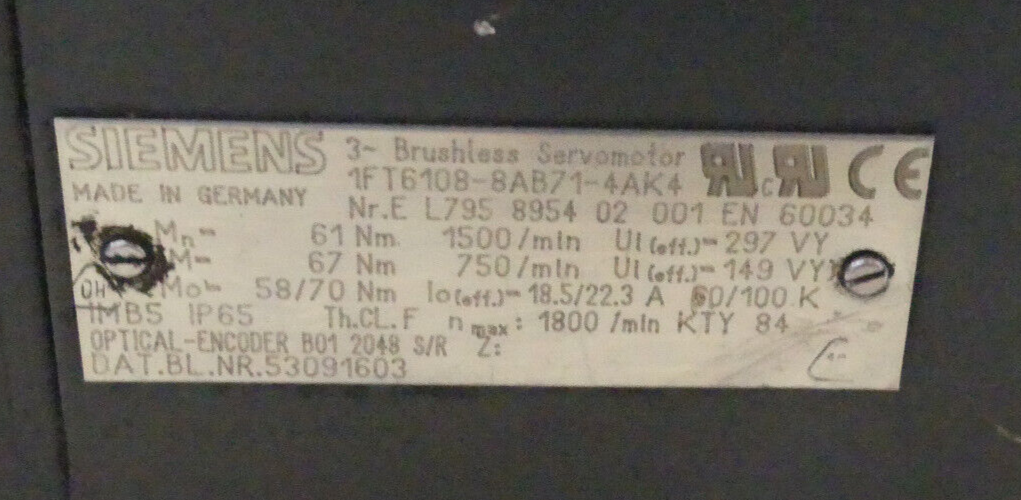 SIEMENS 3~ Brushless Servomotor
1FT6108-8AB71-4AK4
MADE IN GERMANY
Nr.E L795 8954 02 001 EN 60034
Mn= 61 Nm 1500/min UI(eff.)= 297 VY
M= 67 Nm 750/min UI(eff.)= 149 VY
Mo= 58/70 Nm Io(eff.)= 18.5/22.3 A 60/100 K
IMB5 IP65 Th.CL.F n max: 1800 /min KTY 84
OPTICAL-ENCODER B01 2048 S/R Z:
DAT.BL.NR.53091603